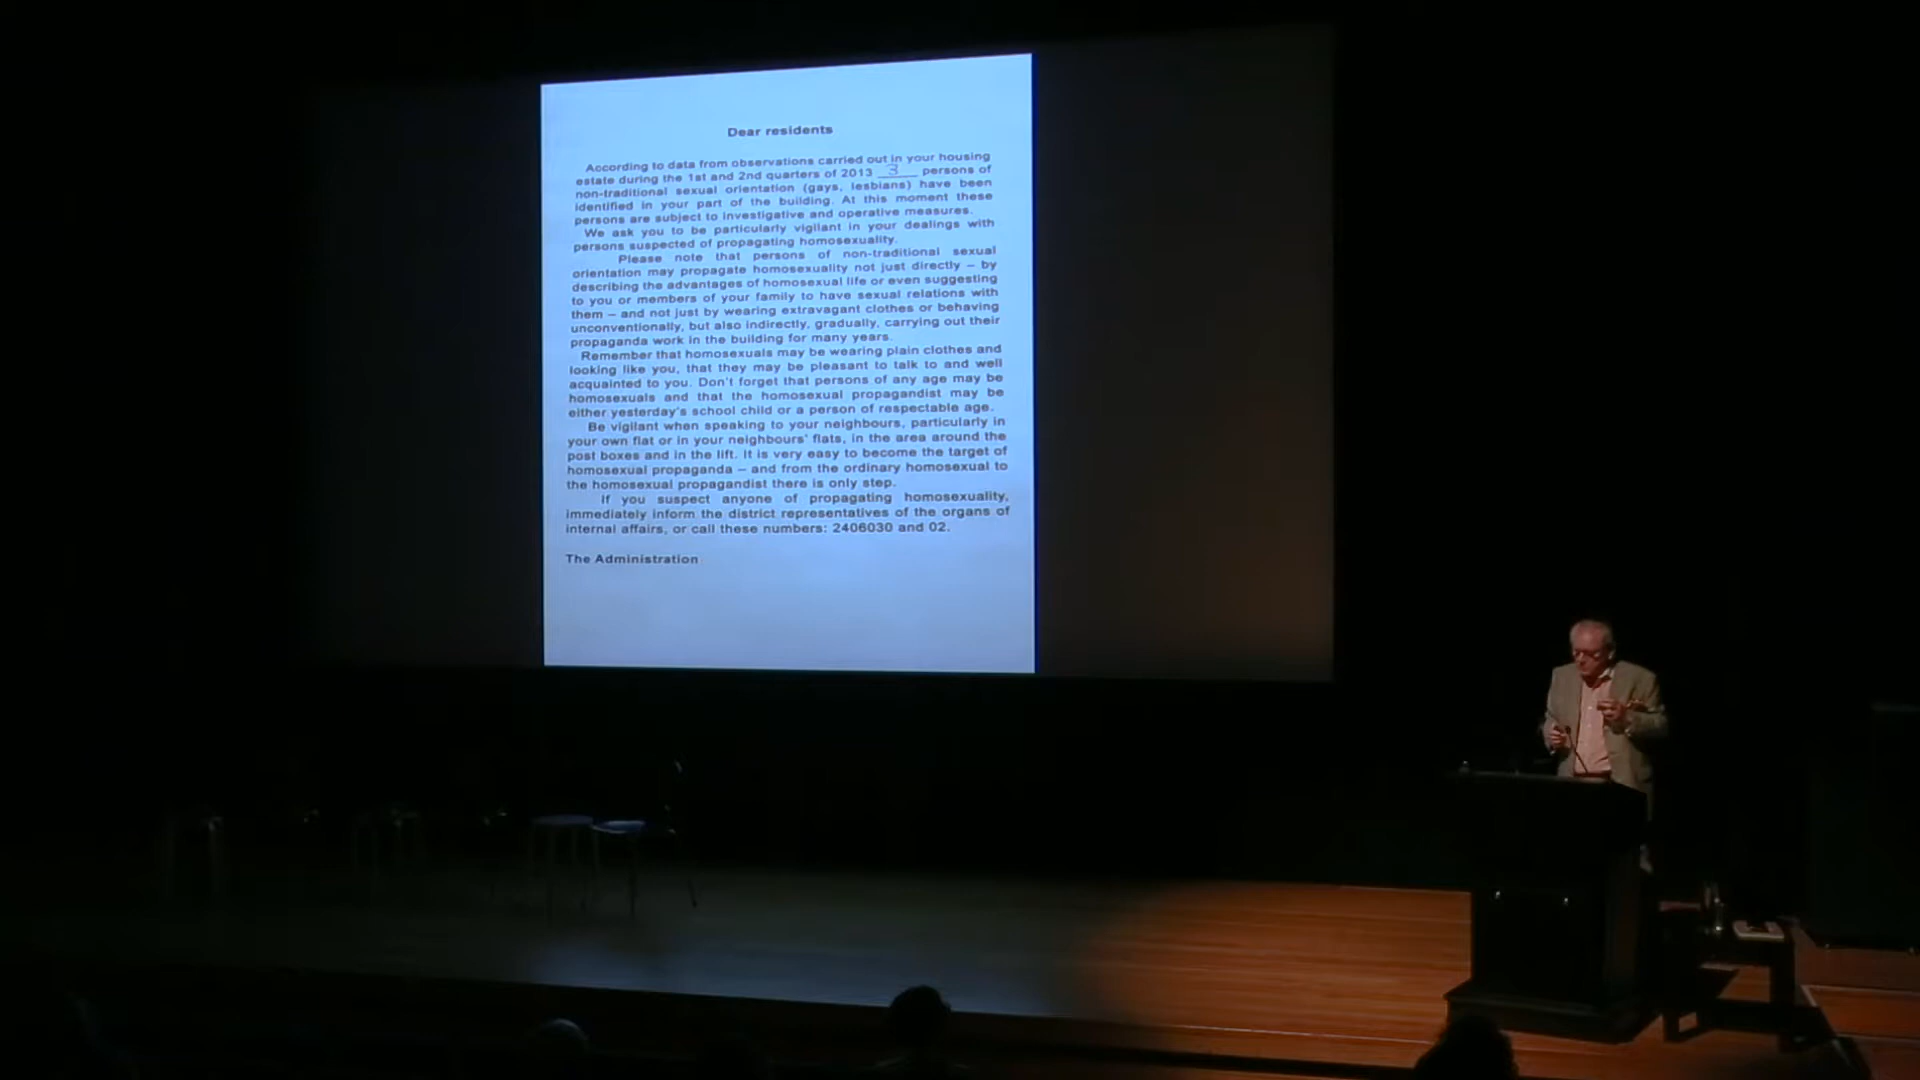 Dear residents
According to data from observations carried out in your housing
estate during the 1st and 2nd quarters of 2013 3 persons of
non-traditional sexual orientation (gays, lesbians) have been
identified in your part of the building. At this moment these
persons are subject to investigative and operative measures.
We ask you to be particularly vigilant in your dealings with
persons suspected of propagating homosexuality.
Please note that persons of non-traditional sexual
orientation may propagate homosexuality not just directly – by
describing the advantages of homosexual life or even suggesting
to you or members of your family to have sexual relations with
them – and not just by wearing extravagant clothes or behaving
unconventionally, but also indirectly, gradually, carrying out their
propaganda work in the building for many years.
Remember that homosexuals may be wearing plain clothes and
looking like you, that they may be pleasant to talk to and well
acquainted to you. Don't forget that persons of any age may be
homosexuals and that the homosexual propagandist may be
either yesterday's school child or a person of respectable age.
Be vigilant when speaking to your neighbours, particularly in
your own flat or in your neighbours' flats, in the area around the
post boxes and in the lift. It is very easy to become the target of
homosexual propaganda – and from the ordinary homosexual to
the homosexual propagandist there is only step.
If you suspect anyone of propagating homosexuality,
immediately inform the district representatives of the organs of
internal affairs, or call these numbers: 2406030 and 02.
The Administration